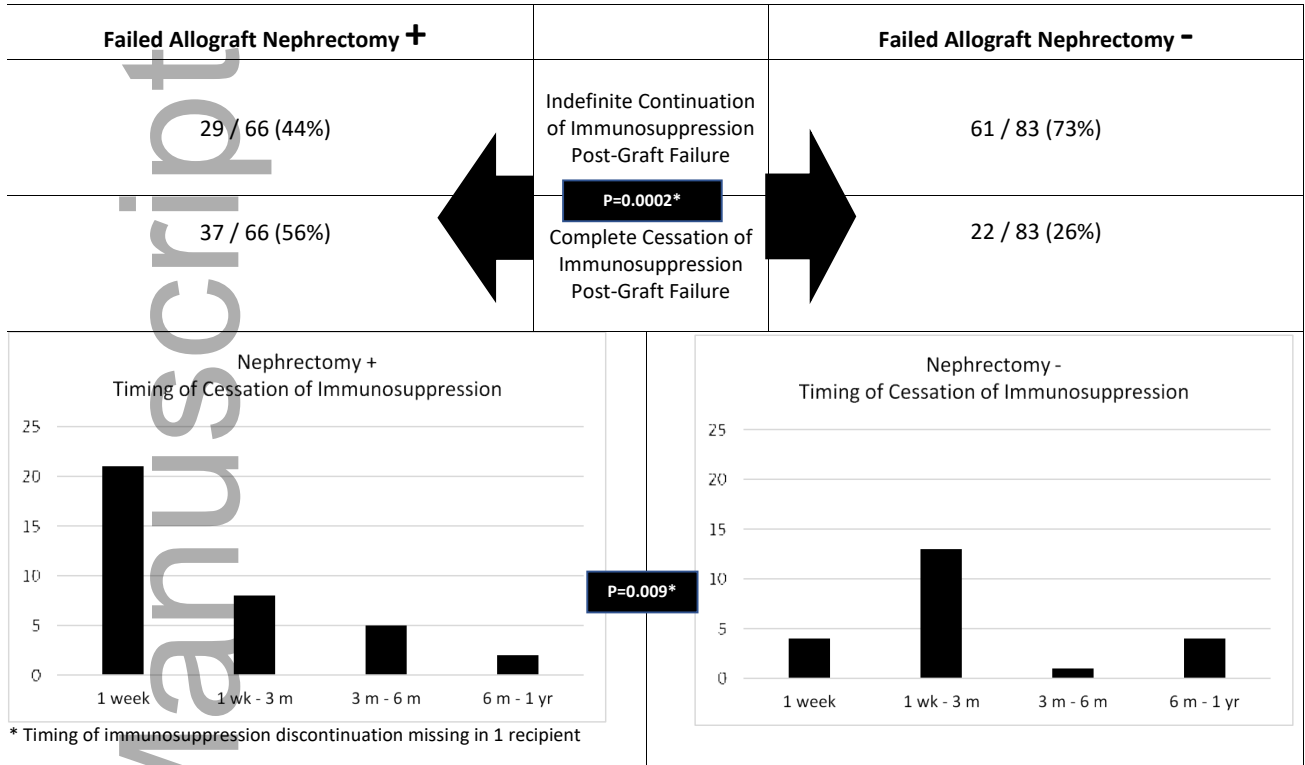 Failed Allograft Nephrectomy +
Failed Allograft Nephrectomy -
29 / 66 (44%)
Indefinite Continuation
of Immunosuppression
Post-Graft Failure
61 / 83 (73%)
P=0.0002*
37 / 66 (56%)
Complete Cessation of
Immunosuppression
Post-Graft Failure
22 / 83 (26%)
Nephrectomy +
Timing of Cessation of Immunosuppression
25
20
15
10
5
0
1 week 1 wk - 3 m 3 m - 6 m 6 m - 1 yr
* Timing of immunosuppression discontinuation missing in 1 recipient
P=0.009*
Nephrectomy -
Timing of Cessation of Immunosuppression
25
20
15
10
5
0
1 week 1 wk - 3 m 3 m - 6 m 6 m - 1 yr
Manuscript